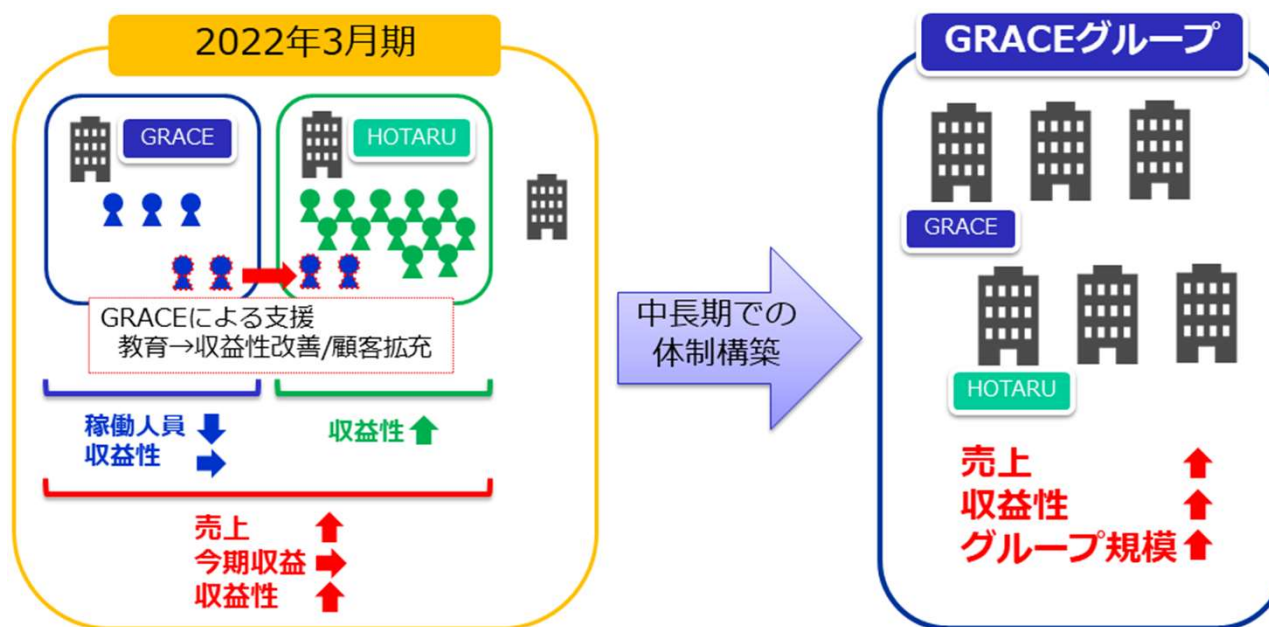 2022年3月期
GRACE
HOTARU
GRACEによる支援
教育→収益性改善/顧客拡充
稼働人員
収益性
収益性
売上
今期収益
収益性
中長期での
体制構築
GRACEグループ
GRACE
HOTARU
売上
収益性
グループ規模